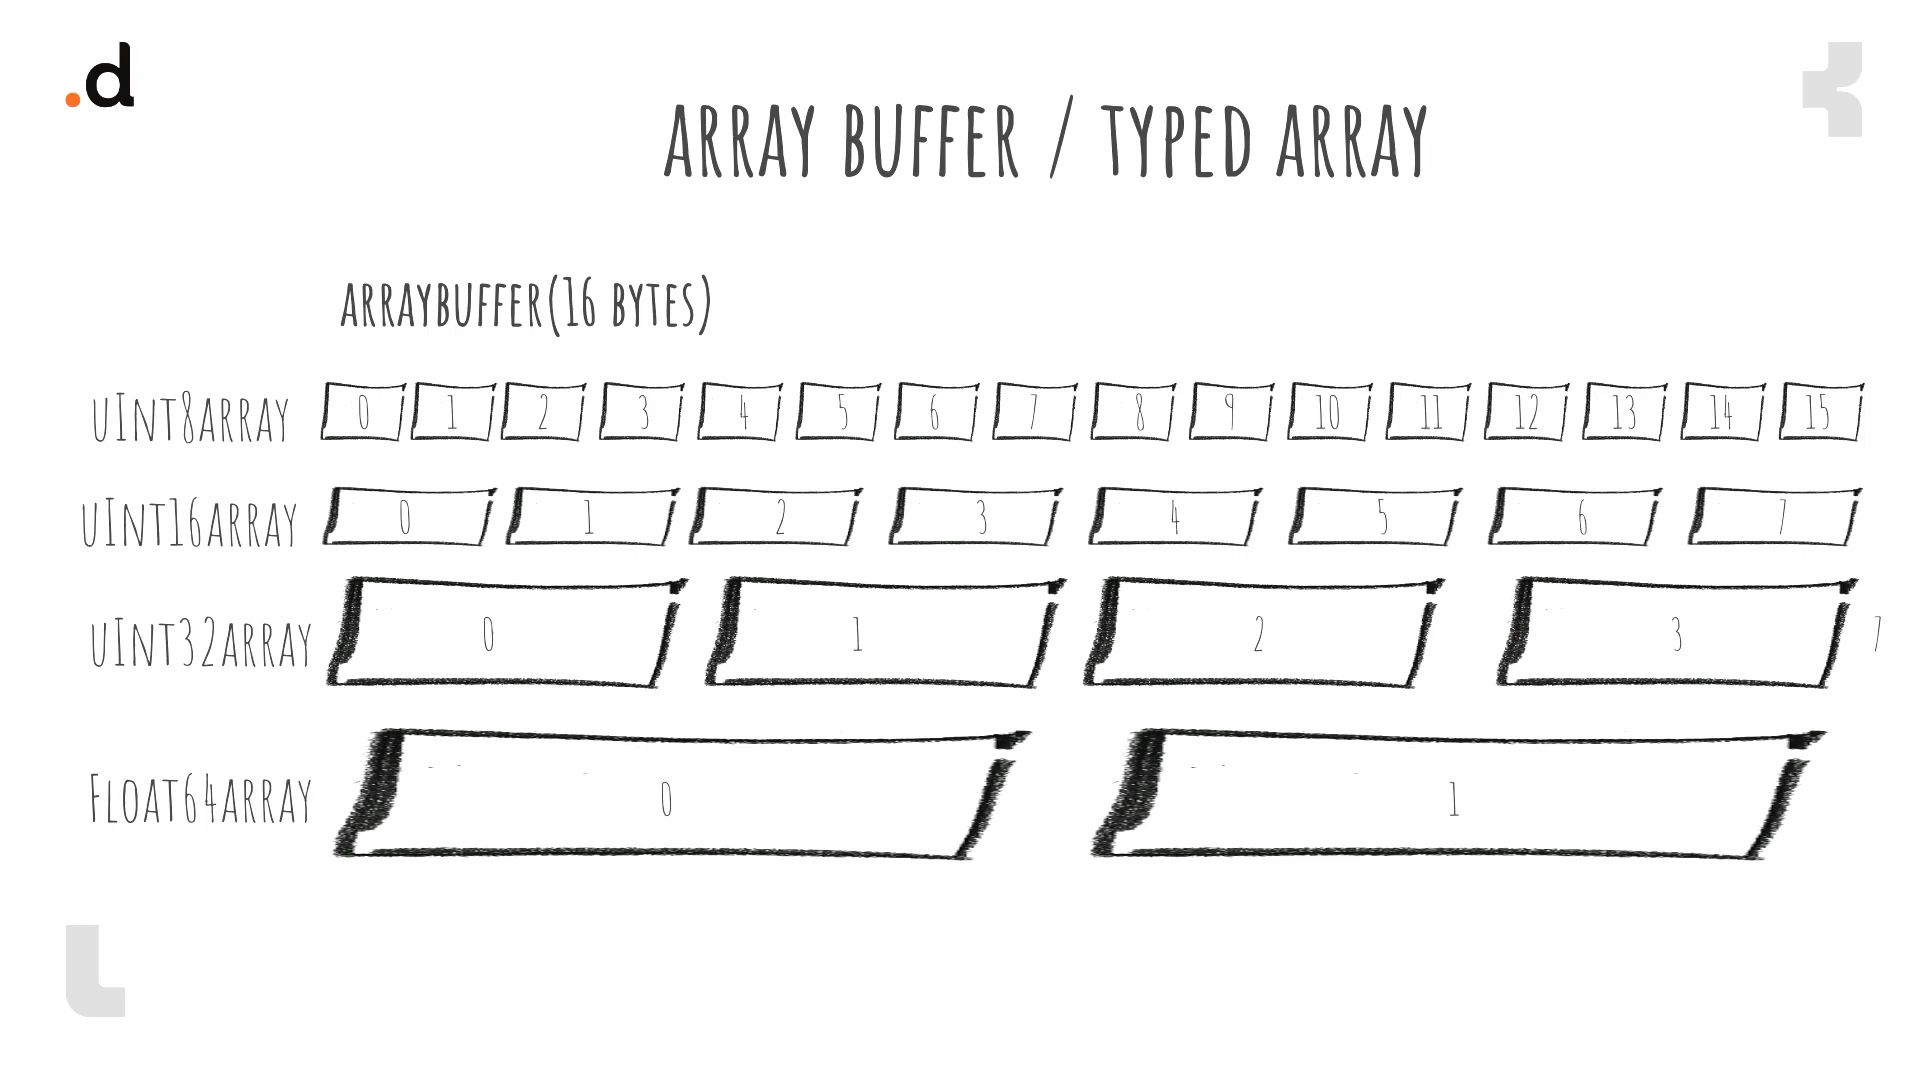 .d
ARRAY BUFFER / TYPED ARRAY
ARRAYBUFFER(16 BYTES)
UINT8ARRAY 0 1 2 3 4 5 6 7 8 9 10 11 12 13 14 15
UINT16ARRAY 0 1 2 3 4 5 6 7
UINT32ARRAY 0 1 2 3 7
FLOAT64ARRAY 0 1